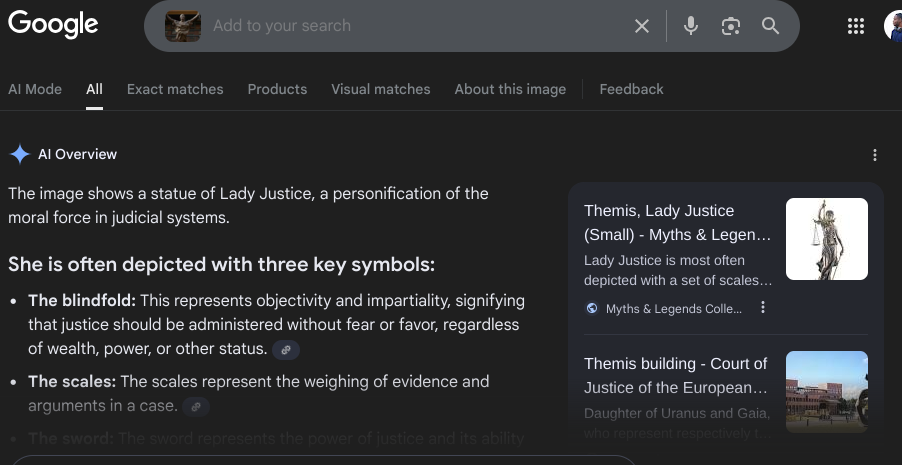 Google
Add to your search
AI Mode
All
Exact matches
Products
Visual matches
About this image
Feedback
AI Overview
The image shows a statue of Lady Justice, a personification of the
moral force in judicial systems.
She is often depicted with three key symbols:
• The blindfold: This represents objectivity and impartiality, signifying
that justice should be administered without fear or favor, regardless
of wealth, power, or other status.
• The scales: The scales represent the weighing of evidence and
arguments in a case.
• The sword: The sword represents the power of justice and its ability
Themis, Lady Justice
(Small) - Myths & Legen...
Lady Justice is most often
depicted with a set of scales...
Myths & Legends Colle...
Themis building - Court of
Justice of the European...
Daughter of Uranus and Gaia,
who represent respectively t...